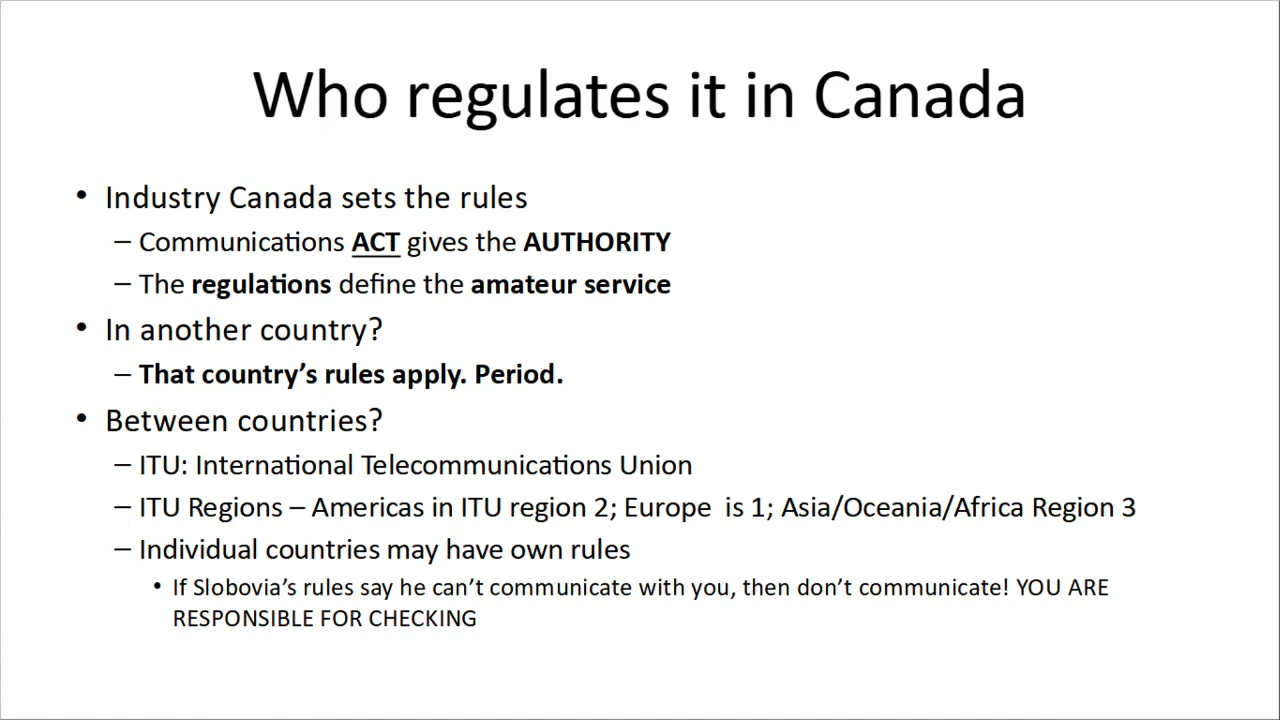 Who regulates it in Canada
• Industry Canada sets the rules
– Communications ACT gives the AUTHORITY
– The regulations define the amateur service
• In another country?
– That country’s rules apply. Period.
• Between countries?
– ITU: International Telecommunications Union
– ITU Regions – Americas in ITU region 2; Europe  is 1; Asia/Oceania/Africa Region 3
– Individual countries may have own rules
• If Slobovia’s rules say he can’t communicate with you, then don’t communicate! YOU ARE
RESPONSIBLE FOR CHECKING